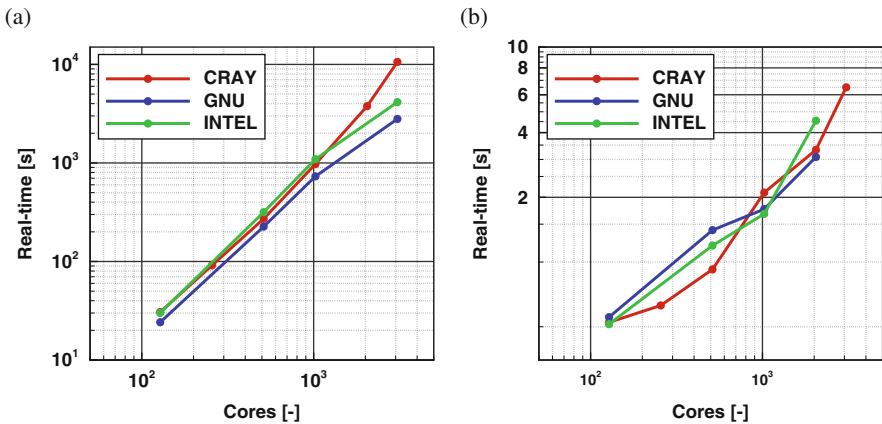 (a)
Real-time [s]
10^4
10^3
10^2
10^1
CRAY
GNU
INTEL
10^2
10^3
Cores [-]
(b)
Real-time [s]
10
8
6
4
2
CRAY
GNU
INTEL
10^2
10^3
Cores [-]